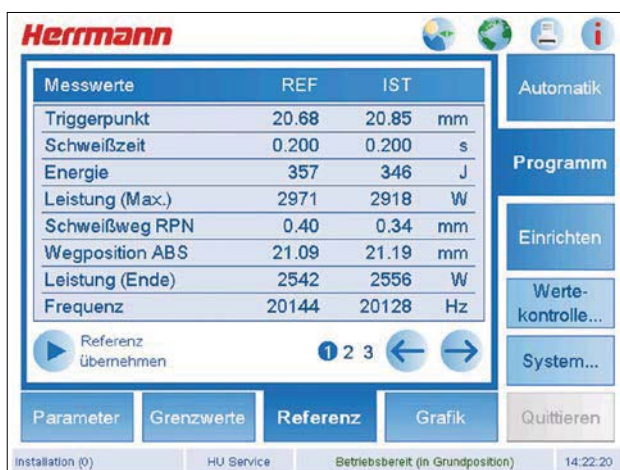 Herrmann
Messwerte REF IST
Triggerpunkt 20.68 20.85 mm
Schweißzeit 0.200 0.200 s
Energie 357 346 J
Leistung (Max.) 2971 2918 W
Schweißweg RPN 0.40 0.34 mm
Wegposition ABS 21.09 21.19 mm
Leistung (Ende) 2542 2556 W
Frequenz 20144 20128 Hz
Referenz
übernehmen
1 2 3
Automatik
Programm
Einrichten
Werte-
kontrolle...
System...
Parameter Grenzwerte Referenz Grafik Quittieren
Installation (0) HU Service Betriebsbereit (in Grundposition) 14:22:20